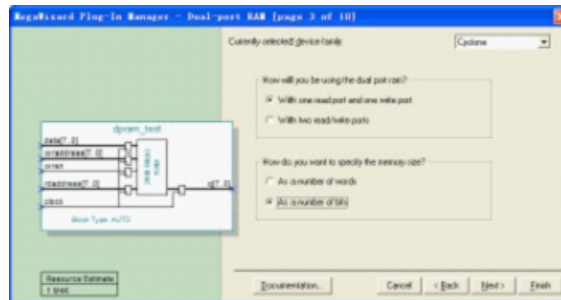 MegaWizard Plug-In Manager - Dual-port RAM [page 3 of 10]
Currently selected device family:
Cyclone
How will you be using the dual port ram?
With one read port and one write port
With two read/write ports
dpram_test
data[7..0]
wraddress[7..0]
wren
rdaddress[7..0]
clock
q[7..0]
Block Type: AUTO
How do you want to specify the memory size?
As a number of words
As a number of bits
Resource Estimate
1 M4K
Documentation...
Cancel
< Back
Next >
Finish